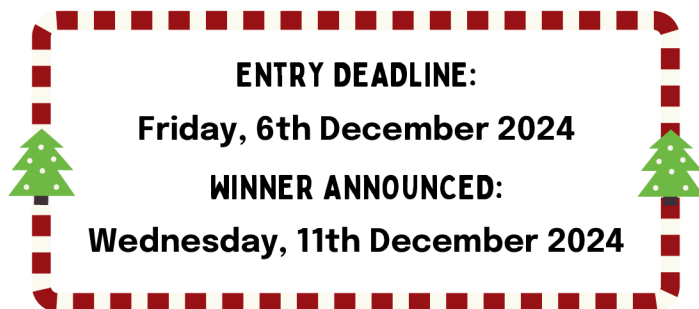 ENTRY DEADLINE:
Friday, 6th December 2024
WINNER ANNOUNCED:
Wednesday, 11th December 2024